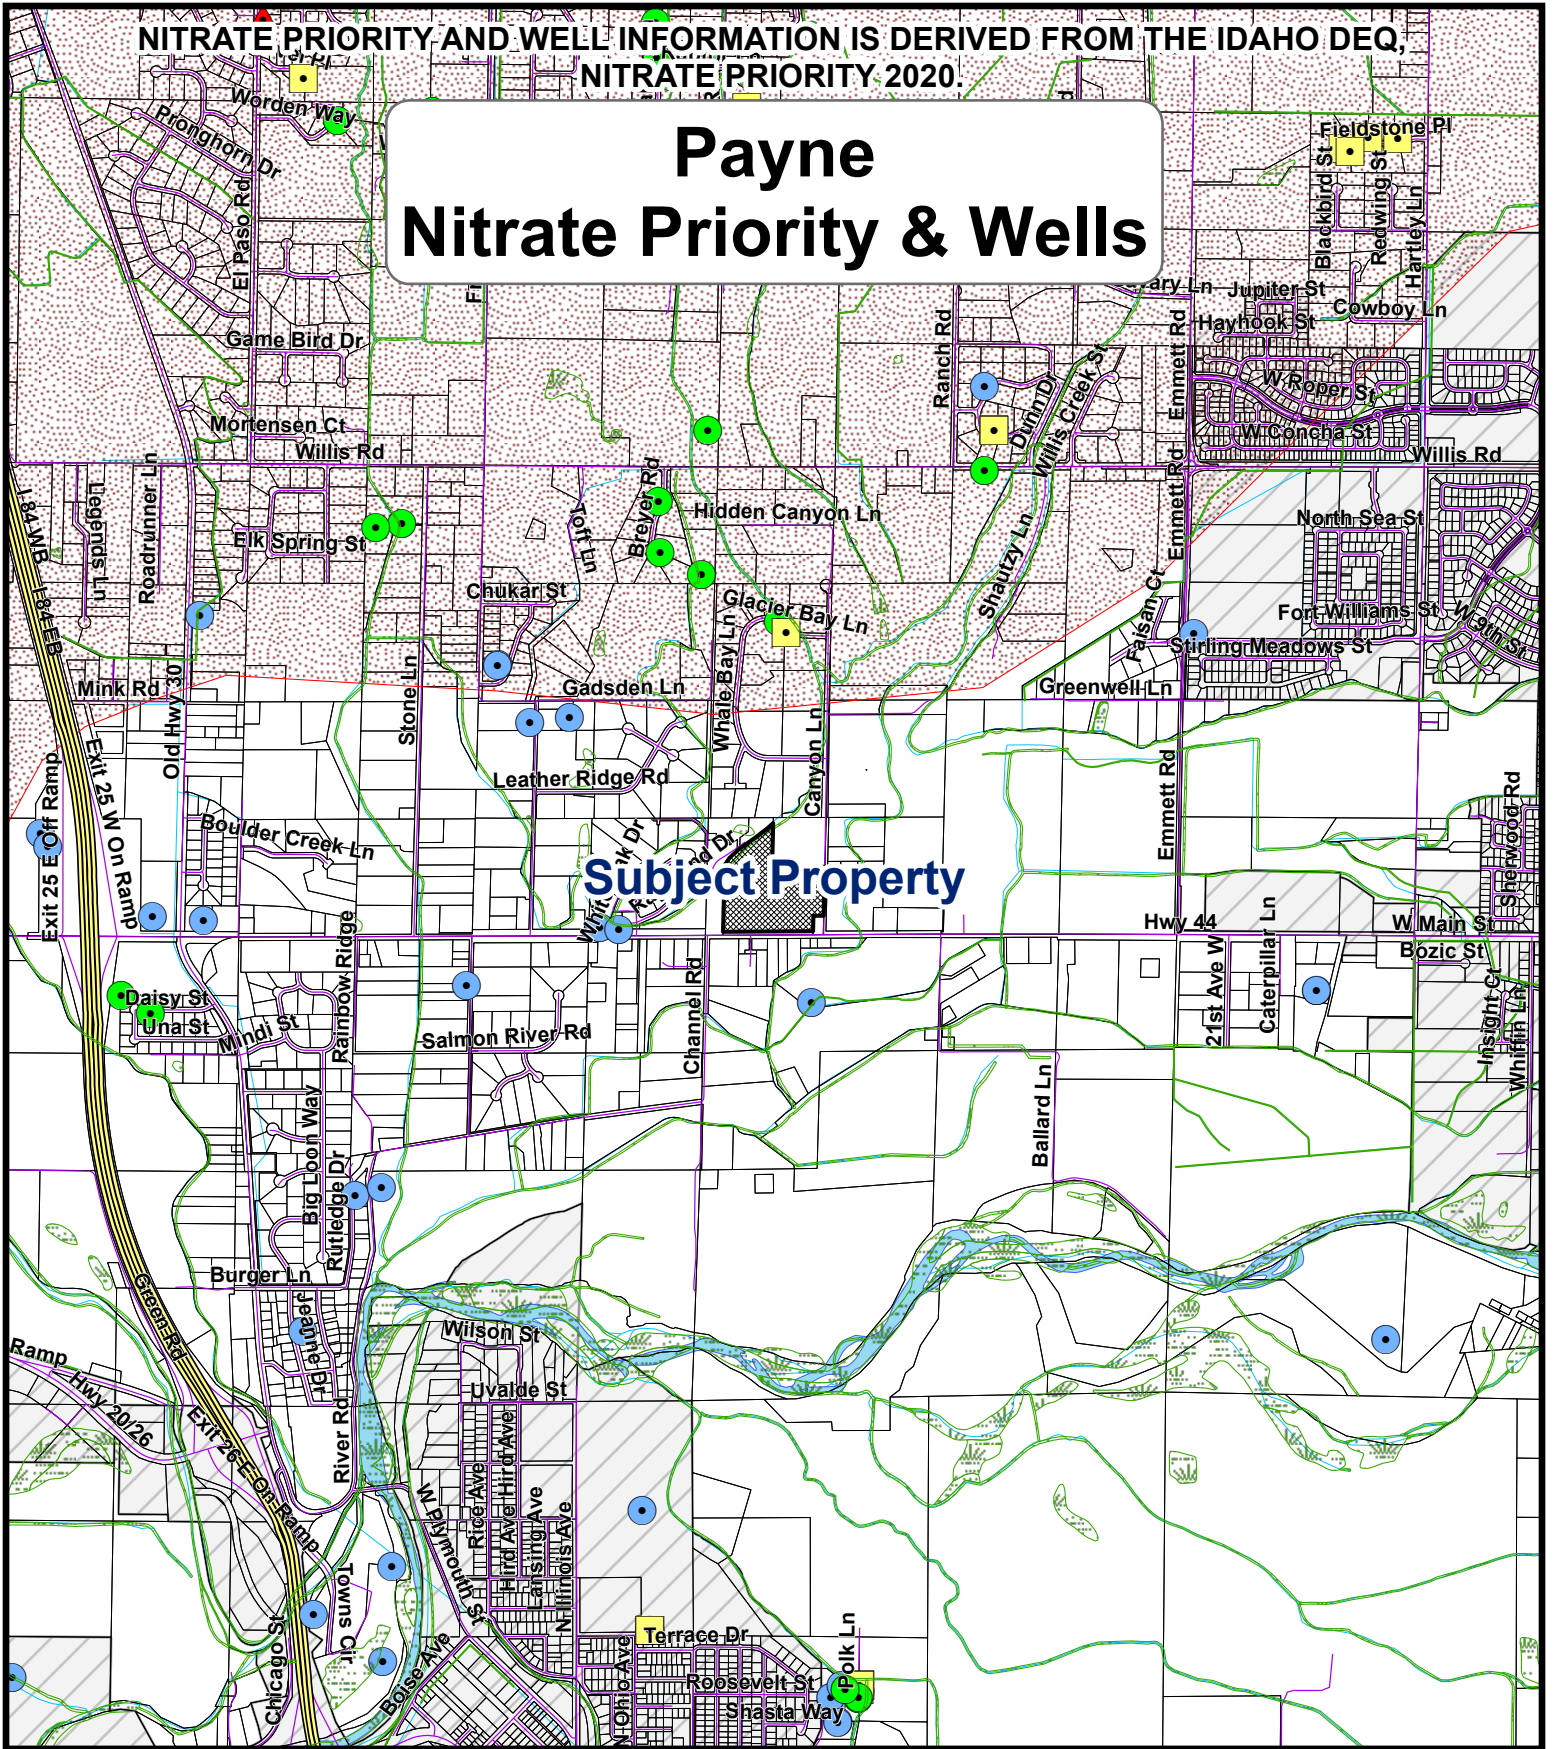 NITRATE PRIORITY AND WELL INFORMATION IS DERIVED FROM THE IDAHO DEQ,
NITRATE PRIORITY 2020.
Payne
Nitrate Priority & Wells
Worden Way
Pronghorn Dr
El Paso Rd
Game Bird Dr
Mortensen Ct
Willis Rd
Fieldstone Pl
Blackbird St
Redwing St
Hartley Ln
Jupiter St
Cowboy Ln
Hayhook St
Ranch Rd
Dunn Dr
Willis Creek St
Emmett Rd
W Roper St
W Concha St
Willis Rd
I 84 WB
I 84 EB
Legends Ln
Roadrunner Ln
Elk Spring St
Toft Ln
Breyer Rd
Hidden Canyon Ln
Shautzy Ln
Emmett Rd
North Sea St
Chukar St
Glacier Bay Ln
Whale Bay Ln
Faisan Ct
Fort Williams St
W 9th St
Stirling Meadows St
Mink Rd
Old Hwy 30
Stone Ln
Gadsden Ln
Canyon Ln
Greenwell Ln
Exit 25 E Off Ramp
Exit 25 W On Ramp
Leather Ridge Rd
Emmett Rd
Sherwood Rd
Boulder Creek Ln
Subject Property
Rainbow Ridge
Hwy 44
Caterpillar Ln
W Main St
Bozic St
21st Ave W
Insight Ct
Whiffin Ln
Daisy St
Una St
Mindi St
Salmon River Rd
Channel Rd
Ballard Ln
Big Loon Way
Rutledge Dr
Burger Ln
Jeanne Dr
Green Rd
Ramp
Hwy 20/26
Exit 26 E On Ramp
River Rd
Wilson St
Uvalde St
Rice Ave
Hird Ave
Hird Ave
Lansing Ave
N Illinois Ave
W Plymouth St
Towns Cir
Chicago St
Boise Ave
Terrace Dr
N Ohio Ave
Roosevelt St
Shasta Way
Polk Ln